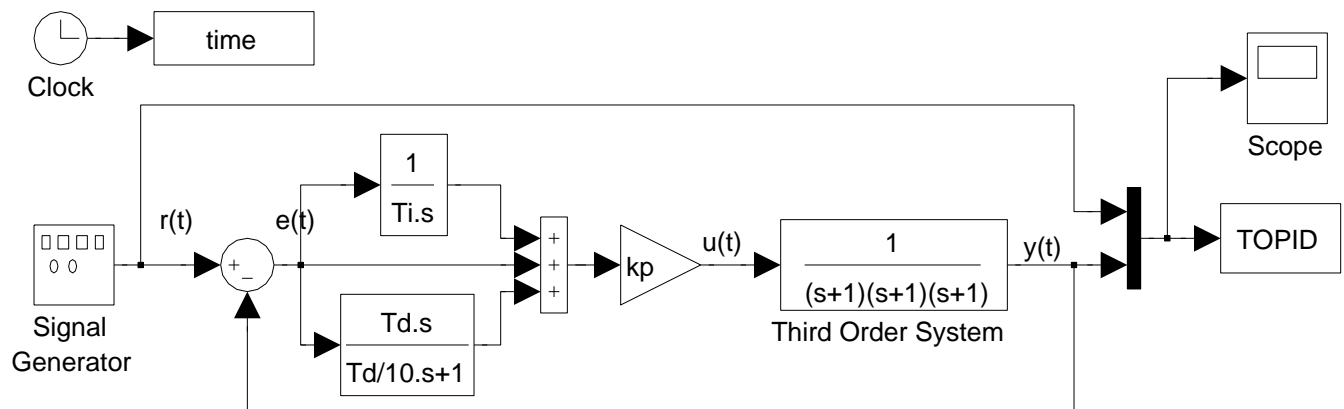 time
Clock
Scope
1
Ti.s
r(t)
e(t)
+
−
+
+
+
kp
u(t)
1
(s+1)(s+1)(s+1)
y(t)
TOPID
Td.s
Td/10.s+1
Signal
Generator
Third Order System